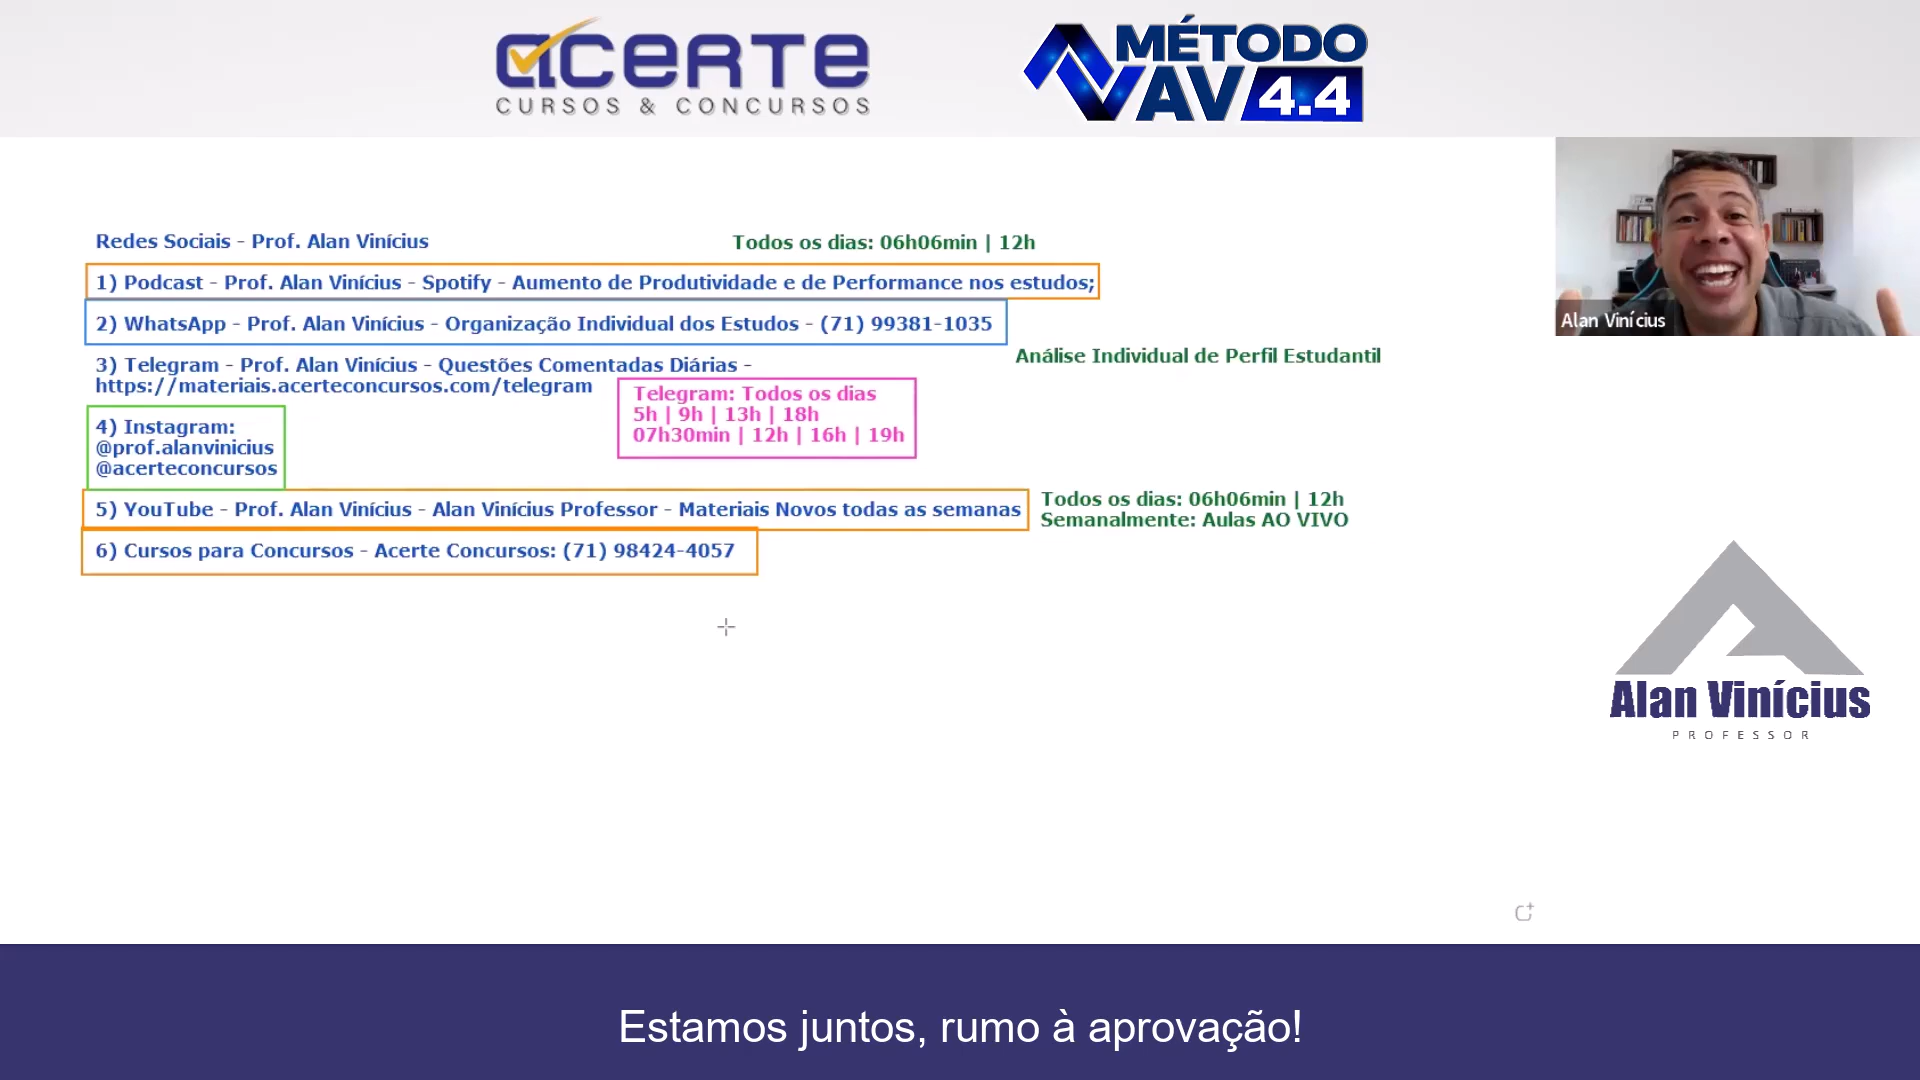 acerte
CURSOS & CONCURSOS
MÉTODO
AV 4.4
Redes Sociais - Prof. Alan Vinícius
Todos os dias: 06h06min | 12h
1) Podcast - Prof. Alan Vinícius - Spotify - Aumento de Produtividade e de Performance nos estudos;
2) WhatsApp - Prof. Alan Vinícius - Organização Individual dos Estudos - (71) 99381-1035
Alan Vinícius
3) Telegram - Prof. Alan Vinícius - Questões Comentadas Diárias -
https://materiais.acerteconcursos.com/telegram
Análise Individual de Perfil Estudantil
Telegram: Todos os dias
5h | 9h | 13h | 18h
07h30min | 12h | 16h | 19h
4) Instagram:
@prof.alanvinicius
@acerteconcursos
5) YouTube - Prof. Alan Vinícius - Alan Vinícius Professor - Materiais Novos todas as semanas
Todos os dias: 06h06min | 12h
Semanalmente: Aulas AO VIVO
6) Cursos para Concursos - Acerte Concursos: (71) 98424-4057
Alan Vinícius
PROFESSOR
Estamos juntos, rumo à aprovação!